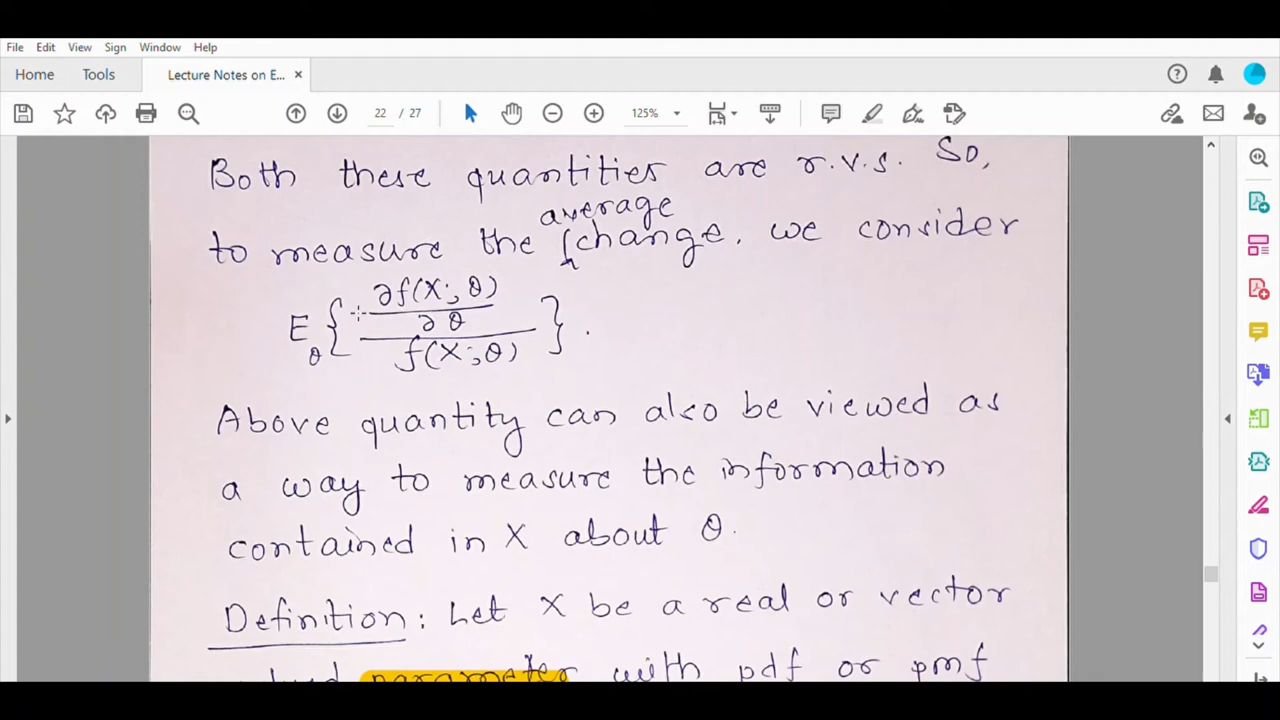 File Edit View Sign Window Help
Home Tools Lecture Notes on E... ×
22 / 27 125%
Both these quantities are r.v.s. So,
average
to measure the change, we consider
E_θ { ∂f(X;θ)/∂θ / f(X;θ) } .
Above quantity can also be viewed as
a way to measure the information
contained in X about θ.
Definition: Let X be a real or vector
parameter with pdf or pmf